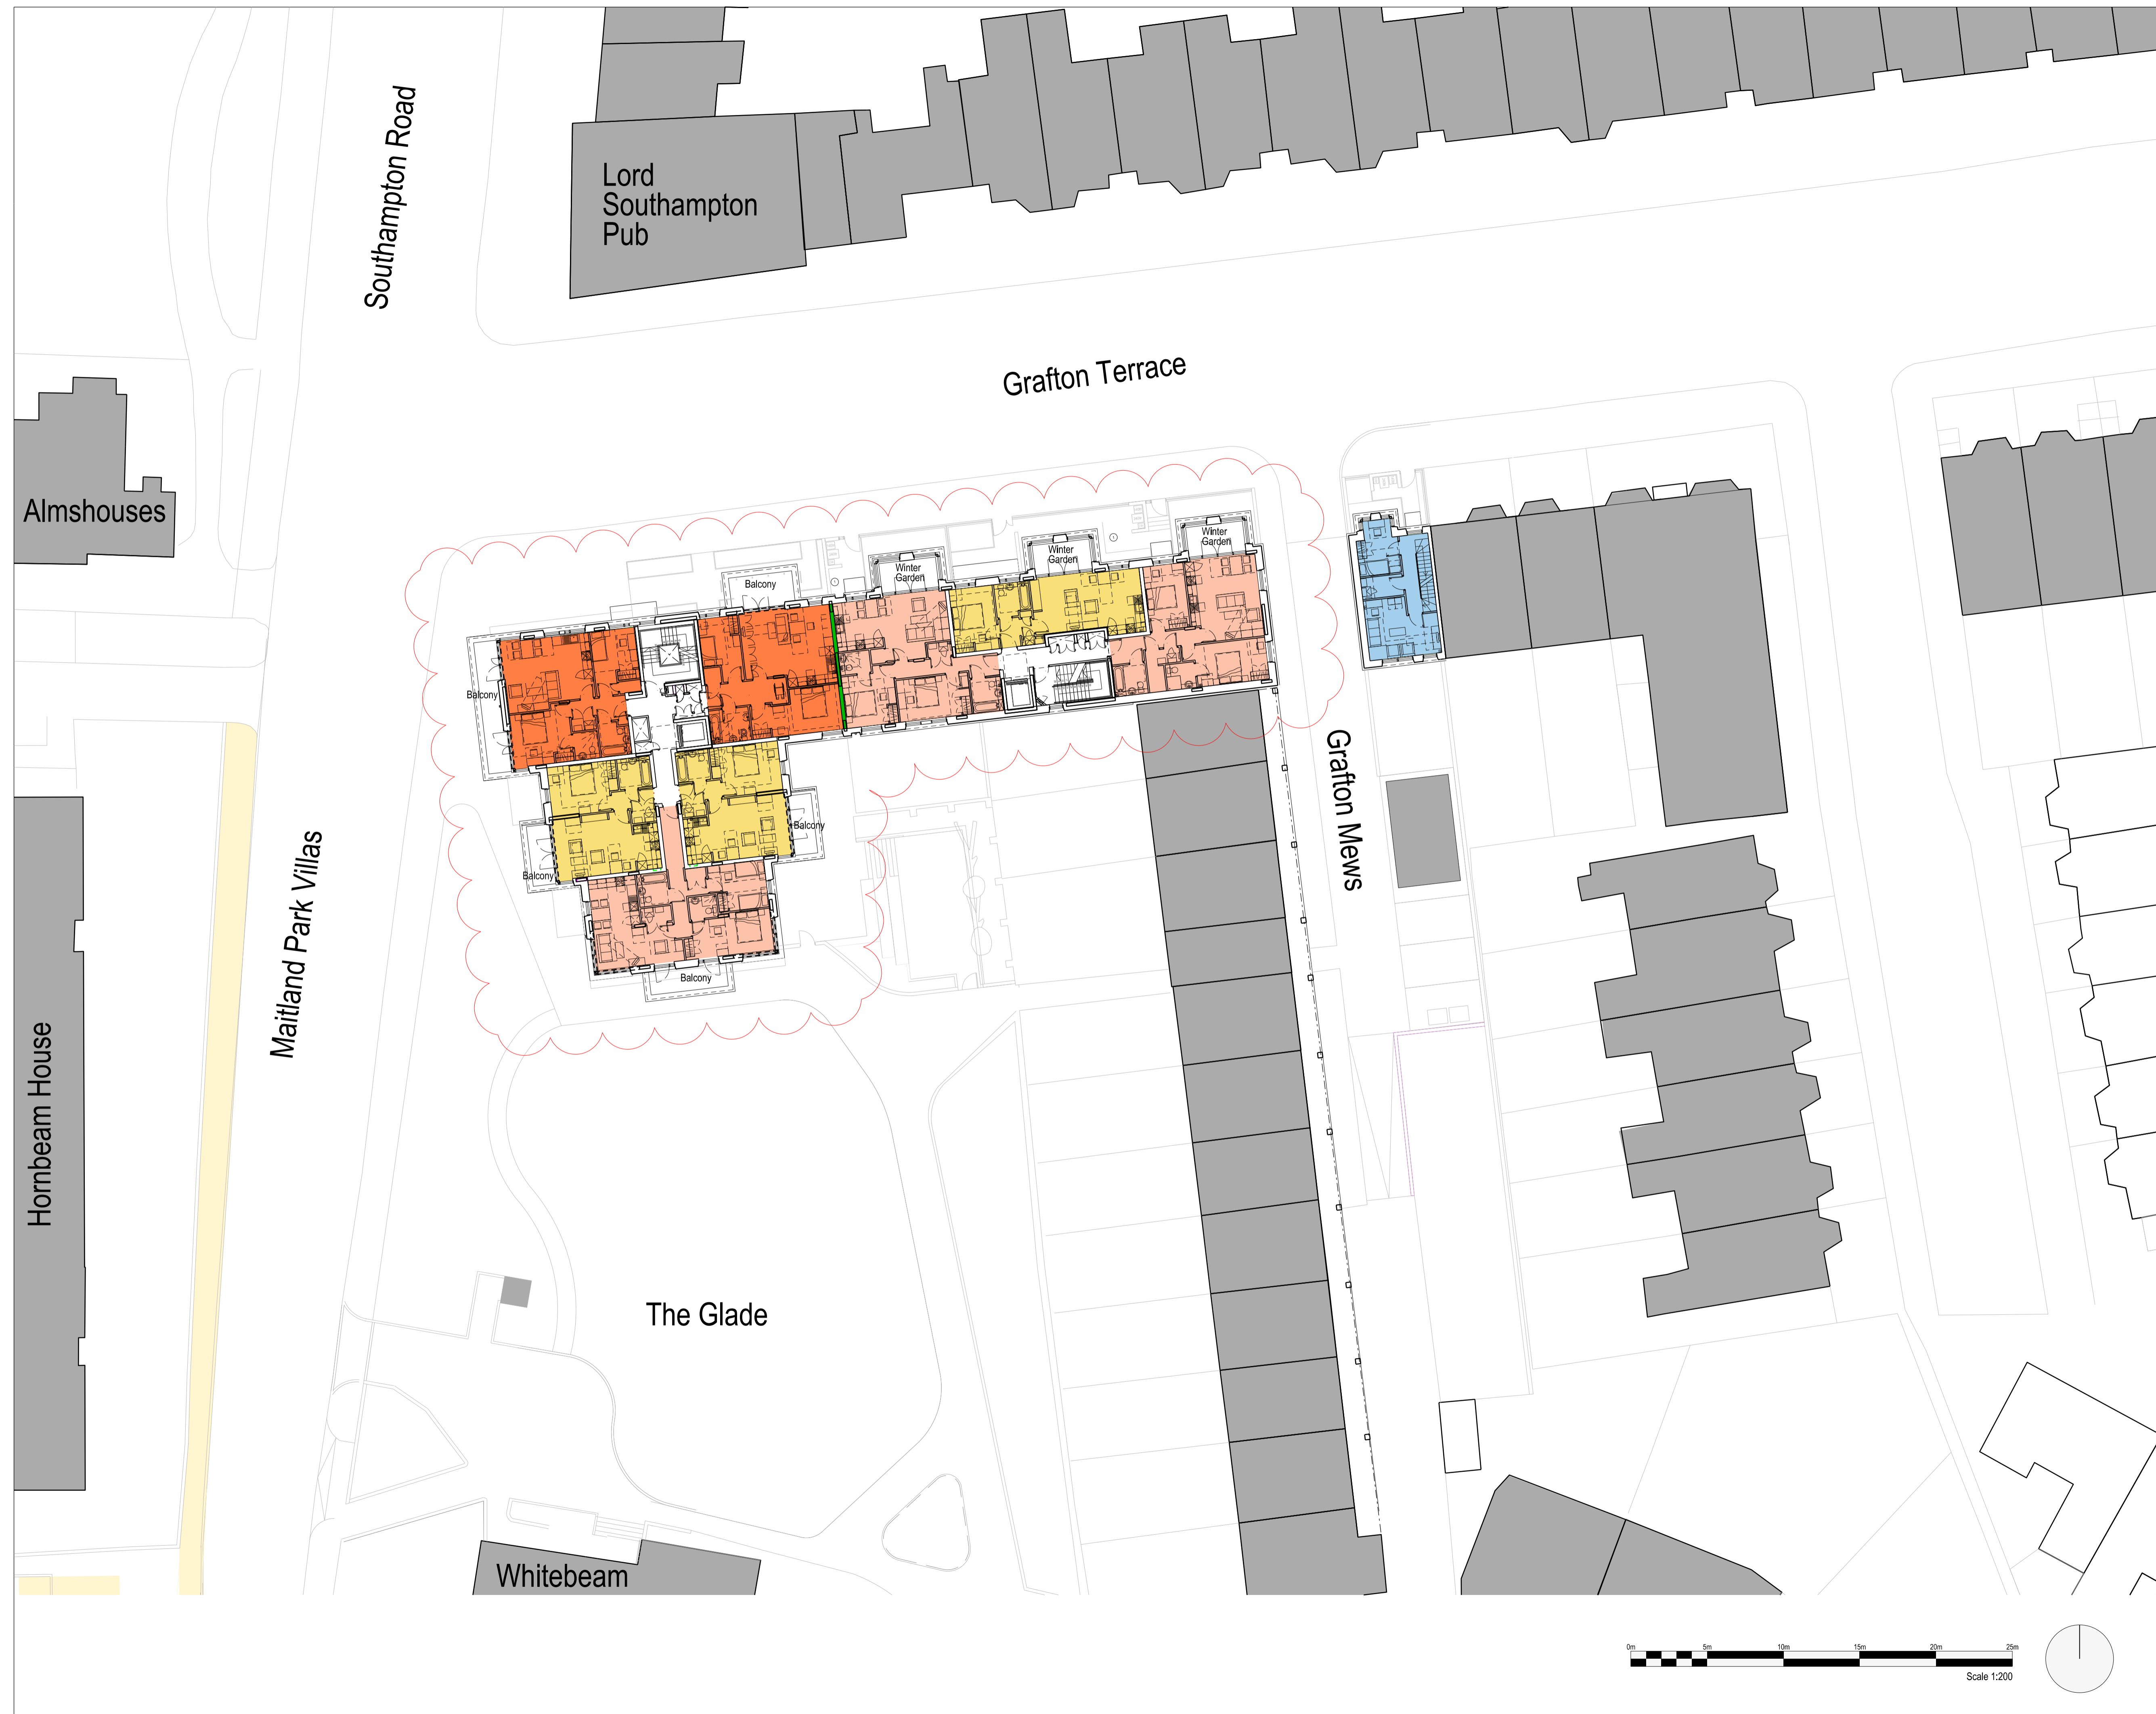 Southampton Road
Lord
Southampton
Pub
Grafton Terrace
Almshouses
Winter
Garden
Winter
Garden
Winter
Garden
Balcony
Balcony
Balcony
Balcony
Balcony
Grafton Mews
Maitland Park Villas
Hornbeam House
The Glade
Whitebeam
0m 5m 10m 15m 20m 25m
Scale 1:200